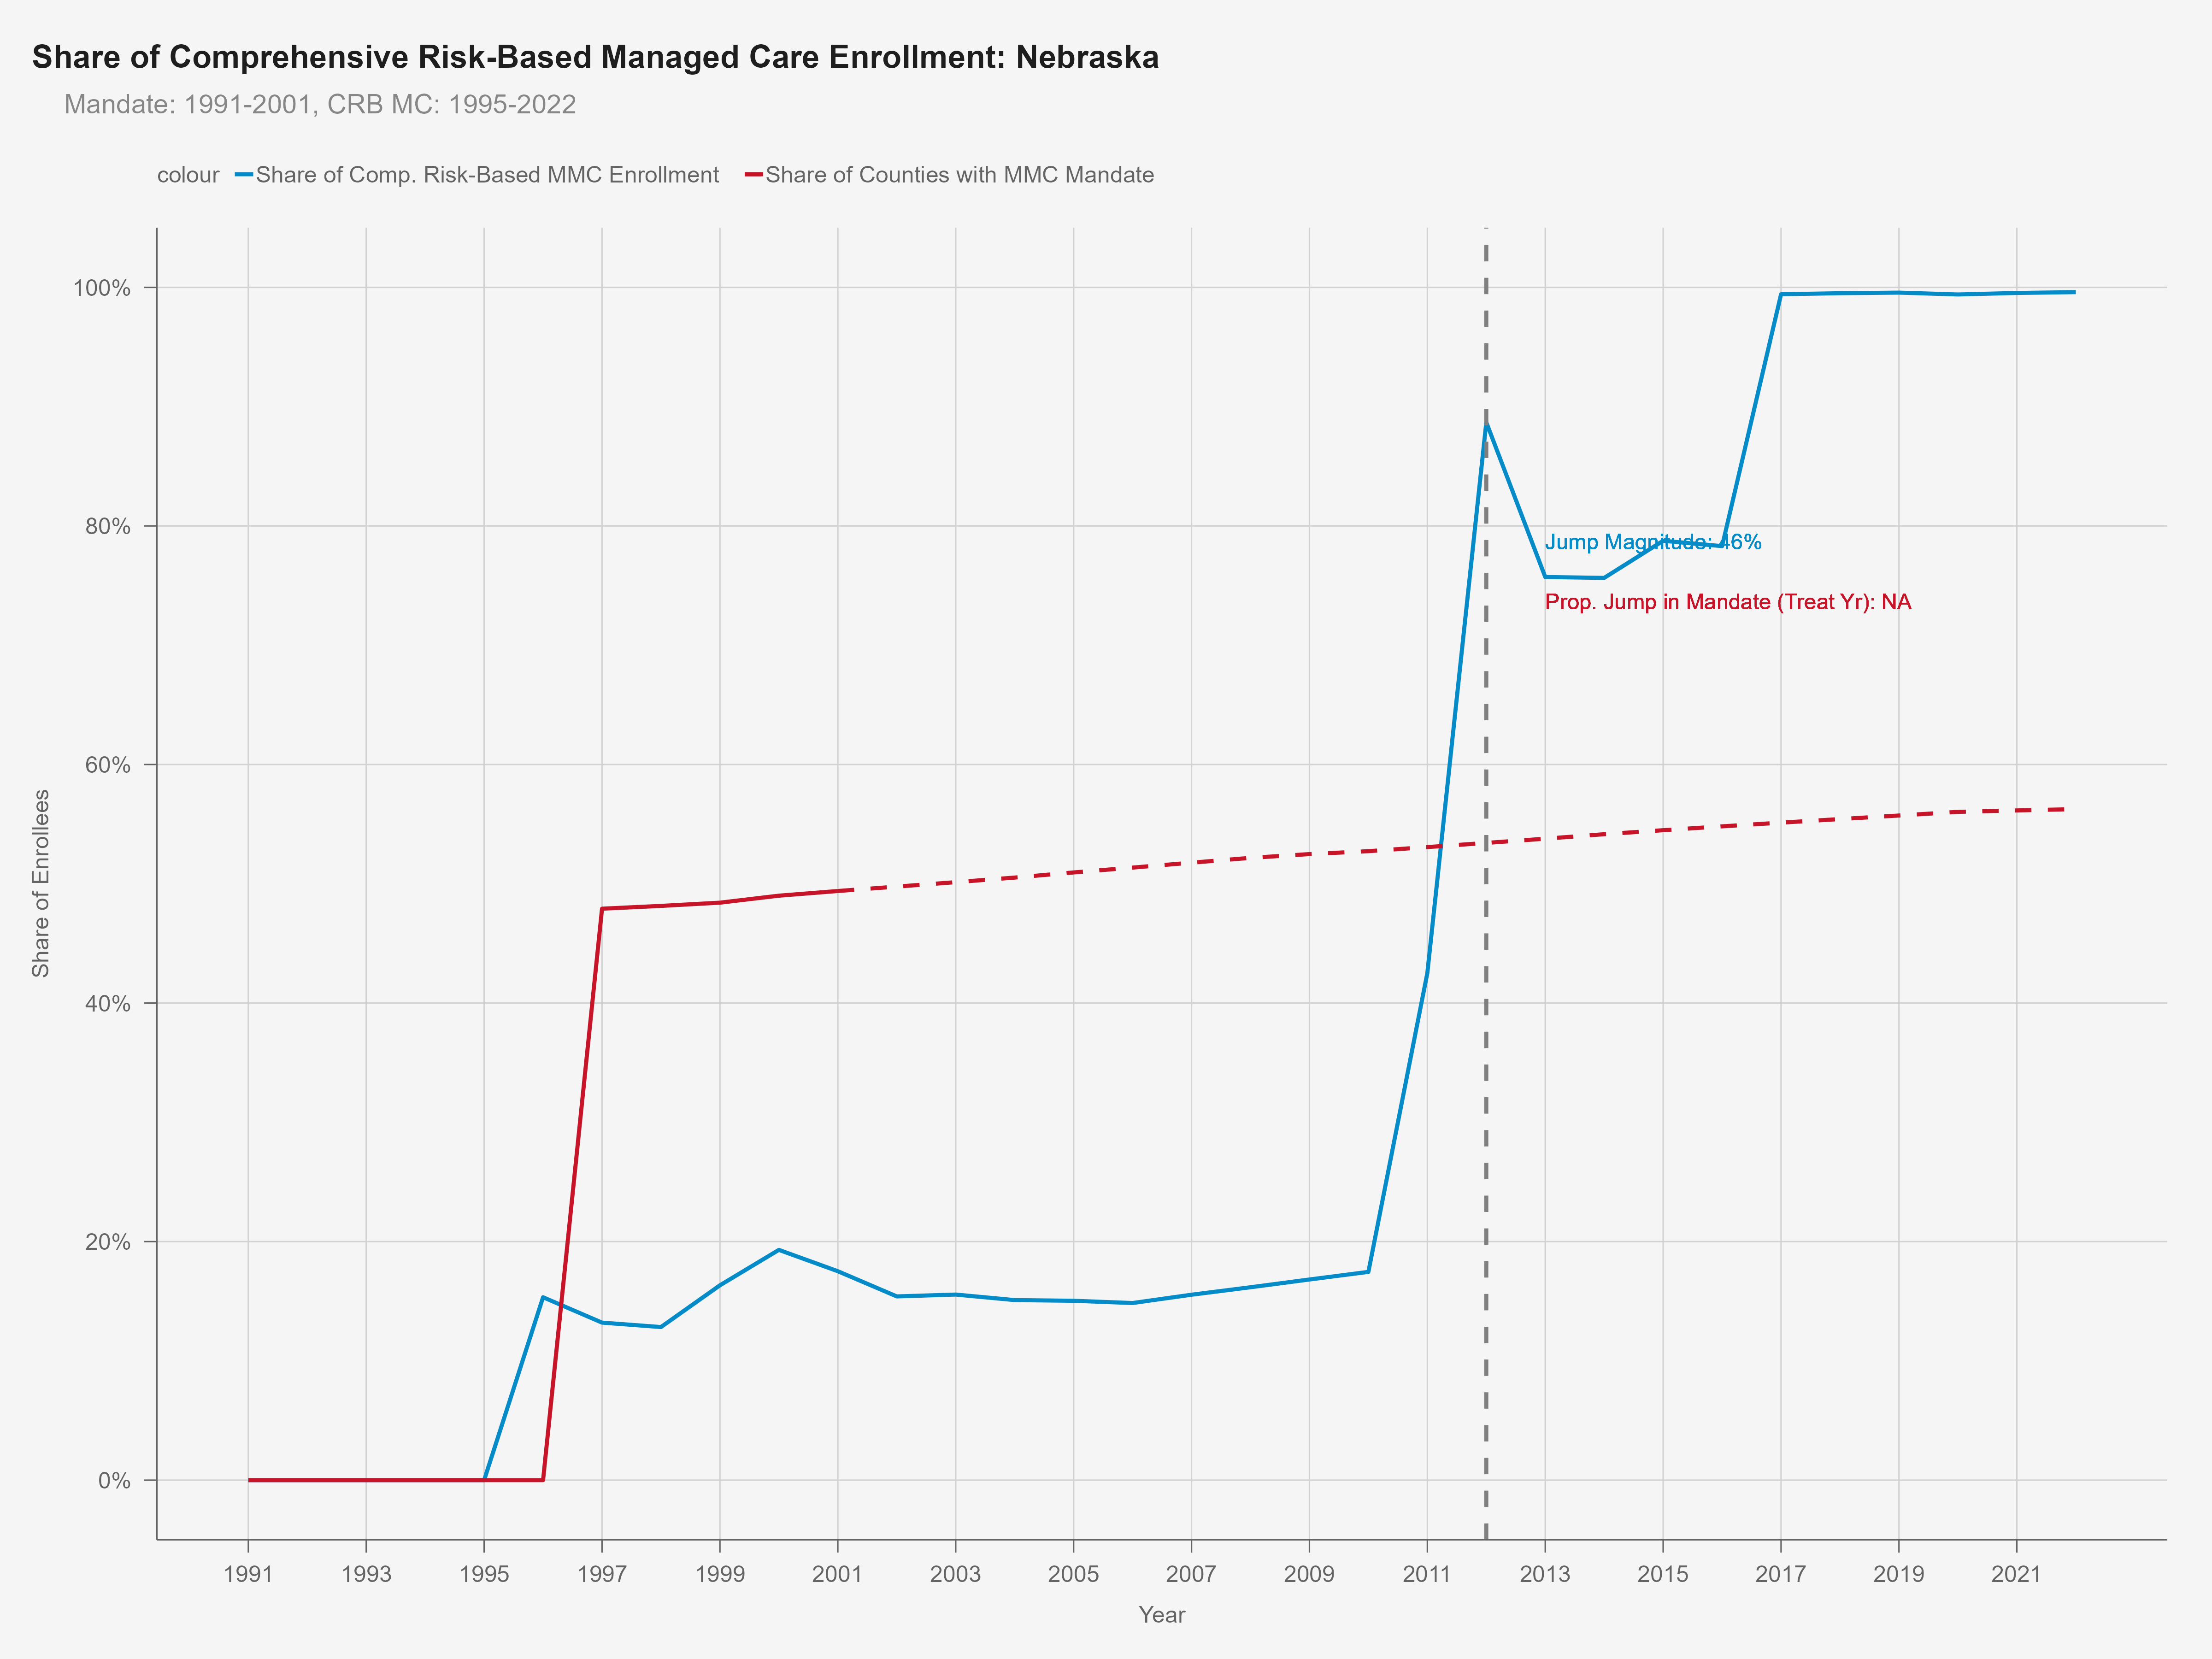 Share of Comprehensive Risk-Based Managed Care Enrollment: Nebraska
Mandate: 1991-2001, CRB MC: 1995-2022
colour Share of Comp. Risk-Based MMC Enrollment Share of Counties with MMC Mandate
100%
80%
60%
40%
20%
0%
Share of Enrollees
Jump Magnitude: 46%
Prop. Jump in Mandate (Treat Yr): NA
1991 1993 1995 1997 1999 2001 2003 2005 2007 2009 2011 2013 2015 2017 2019 2021
Year